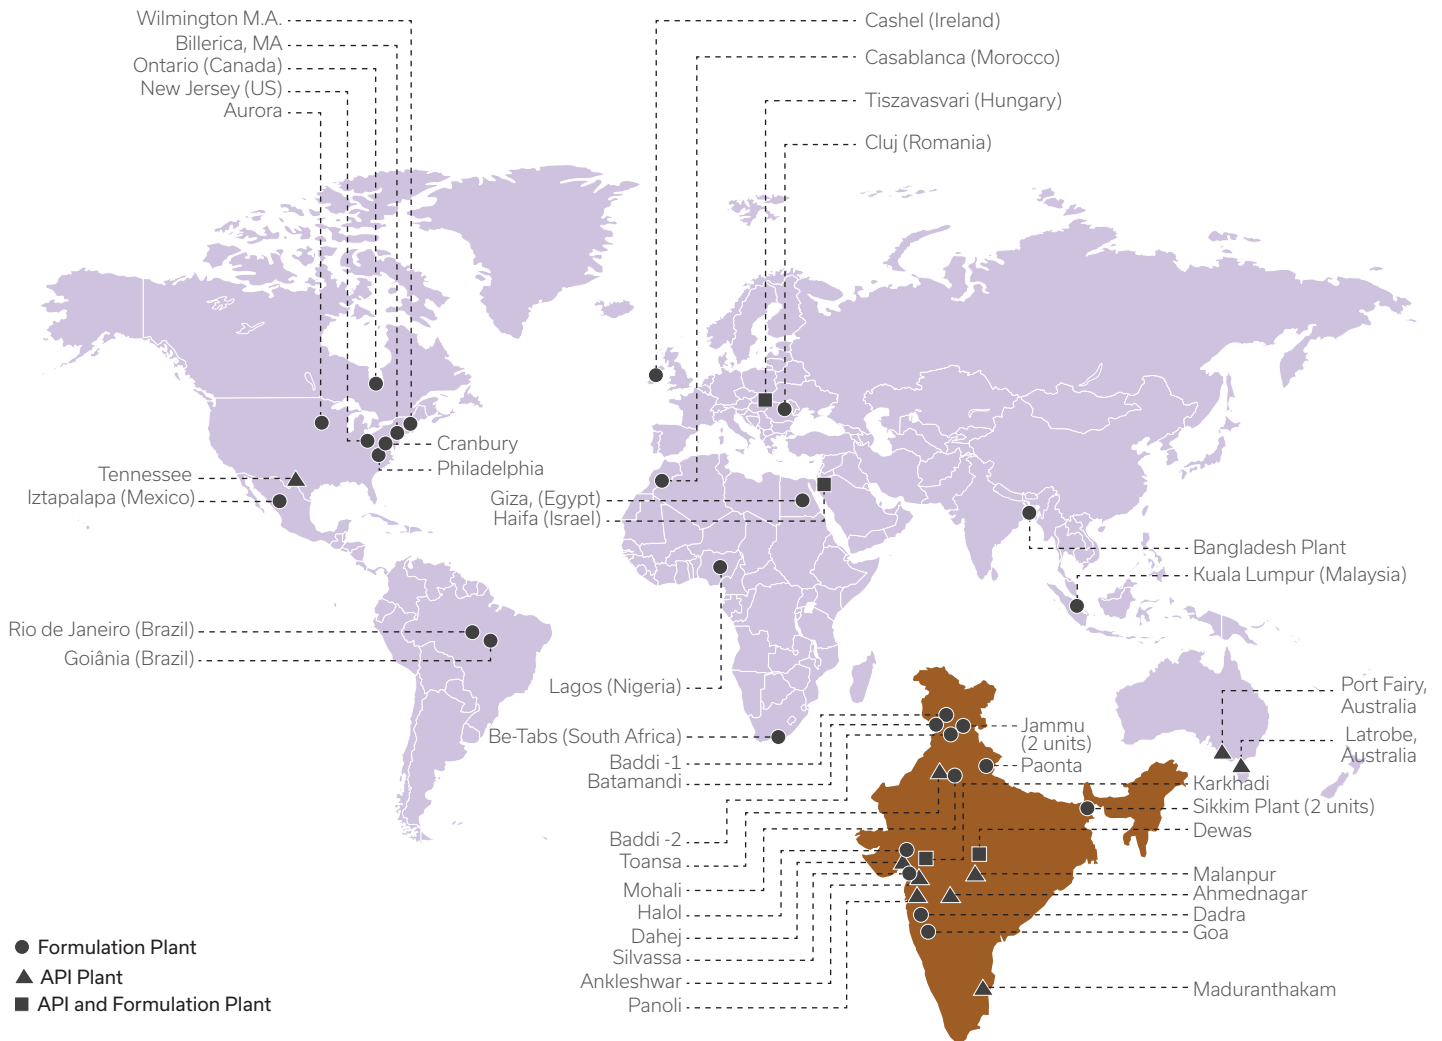 Wilmington M.A.
Billerica, MA
Ontario (Canada)
New Jersey (US)
Aurora
Cashel (Ireland)
Casablanca (Morocco)
Tiszavasvari (Hungary)
Cluj (Romania)
Cranbury
Philadelphia
Tennessee
Iztapalapa (Mexico)
Giza, (Egypt)
Haifa (Israel)
Bangladesh Plant
Kuala Lumpur (Malaysia)
Rio de Janeiro (Brazil)
Goiânia (Brazil)
Lagos (Nigeria)
Be-Tabs (South Africa)
Port Fairy,
Australia
Latrobe,
Australia
Baddi -1
Batamandi
Jammu
(2 units)
Paonta
Karkhadi
Sikkim Plant (2 units)
Dewas
Baddi -2
Toansa
Mohali
Halol
Dahej
Silvassa
Ankleshwar
Panoli
Malanpur
Ahmednagar
Dadra
Goa
Maduranthakam
Formulation Plant
API Plant
API and Formulation Plant